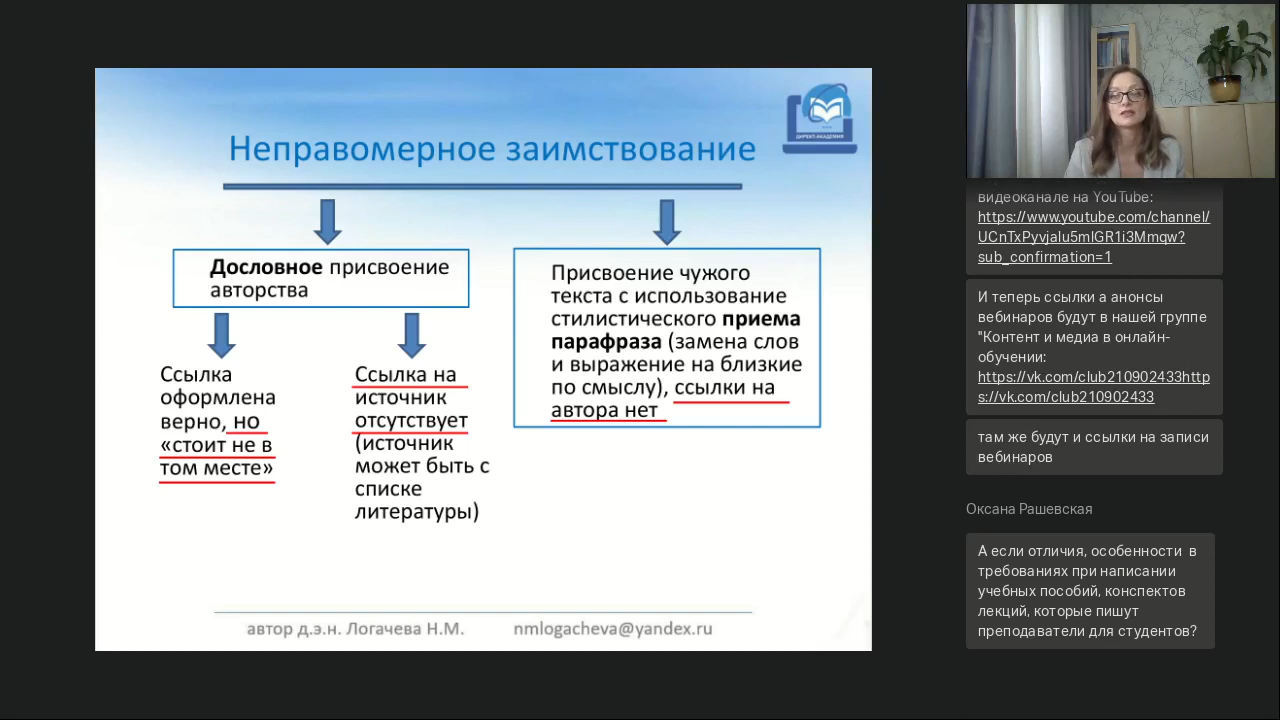 Неправомерное заимствование
ДИРЕКТ-АКАДЕМИЯ
Дословное присвоение
авторства
Ссылка
оформлена
верно, но
«стоит не в
том месте»
Ссылка на
источник
отсутствует
(источник
может быть с
списке
литературы)
Присвоение чужого
текста с использование
стилистического приема
парафраза (замена слов
и выражение на близкие
по смыслу), ссылки на
автора нет
автор д.э.н. Логачева Н.М. nmlogacheva@yandex.ru
видеоканале на YouTube:
https://www.youtube.com/channel/
UCnTxPyvjalu5mlGR1i3Mmqw?
sub_confirmation=1
И теперь ссылки а анонсы
вебинаров будут в нашей группе
"Контент и медиа в онлайн-
обучении:
https://vk.com/club210902433http
s://vk.com/club210902433
там же будут и ссылки на записи
вебинаров
Оксана Рашевская
А если отличия, особенности в
требованиях при написании
учебных пособий, конспектов
лекций, которые пишут
преподаватели для студентов?